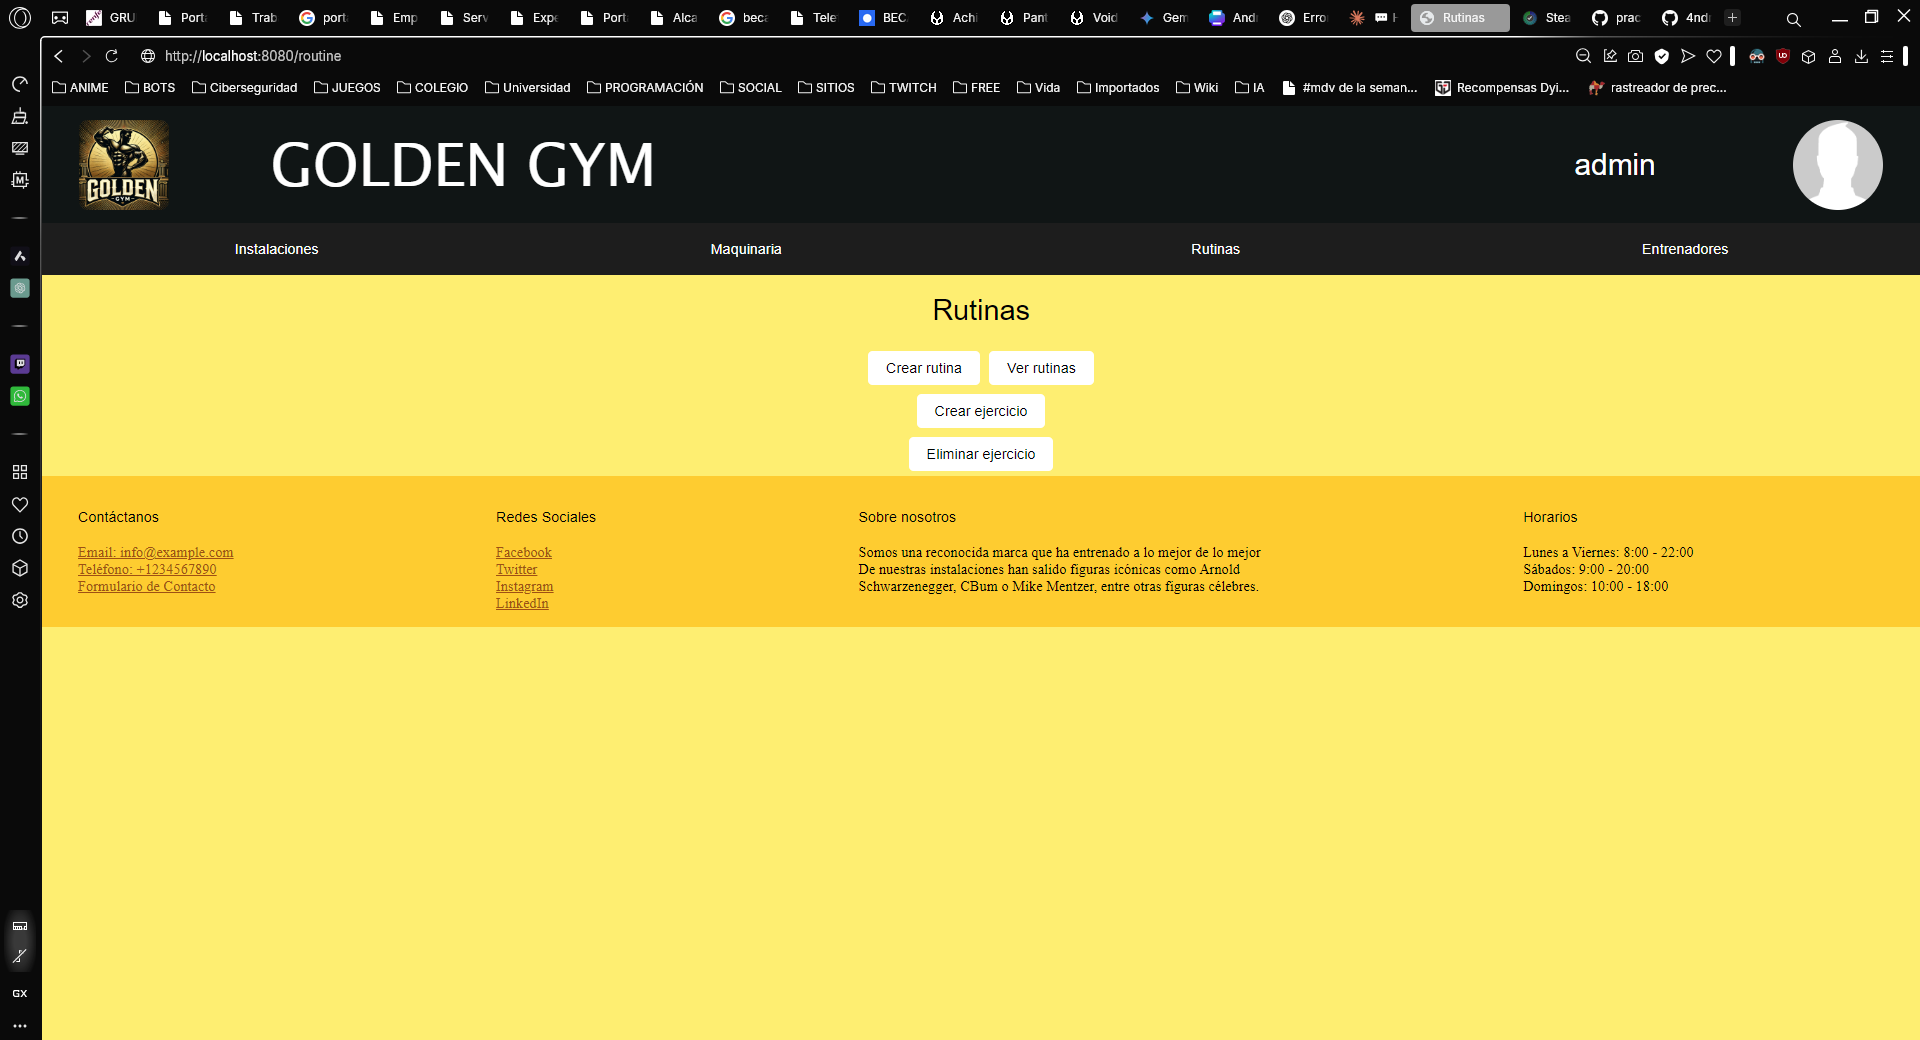 GRU
Port
Trab
port
Emp
Serv
Expe
Port
Alca
beca
Tele
BEC
Achi
Pant
Void
Gem
Andr
Erro
Rutinas
Stea
prac
4ndr
http://localhost:8080/routine
ANIME
BOTS
Ciberseguridad
JUEGOS
COLEGIO
Universidad
PROGRAMACIÓN
SOCIAL
SITIOS
TWITCH
FREE
Vida
Importados
Wiki
IA
#mdv de la seman...
Recompensas Dyi...
rastreador de prec...
GOLDEN
GYM
GOLDEN GYM
admin
Instalaciones
Maquinaria
Rutinas
Entrenadores
Rutinas
Crear rutina
Ver rutinas
Crear ejercicio
Eliminar ejercicio
Contáctanos
Email: info@example.com
Teléfono: +1234567890
Formulario de Contacto
Redes Sociales
Facebook
Twitter
Instagram
LinkedIn
Sobre nosotros
Somos una reconocida marca que ha entrenado a lo mejor de lo mejor
De nuestras instalaciones han salido figuras icónicas como Arnold
Schwarzenegger, CBum o Mike Mentzer, entre otras figuras célebres.
Horarios
Lunes a Viernes: 8:00 - 22:00
Sábados: 9:00 - 20:00
Domingos: 10:00 - 18:00
GX